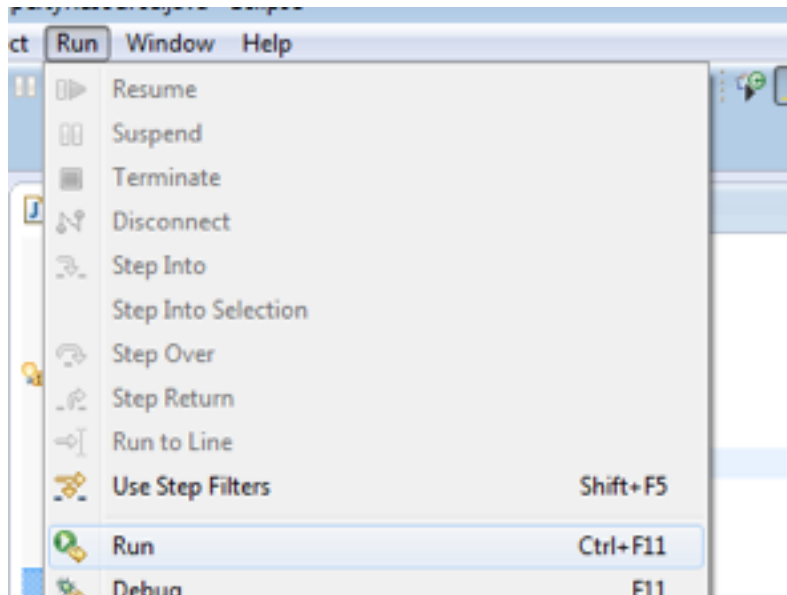 ct Run Window Help
Resume
Suspend
Terminate
Disconnect
Step Into
Step Into Selection
Step Over
Step Return
Run to Line
Use Step Filters Shift+F5
Run Ctrl+F11
Debug F11